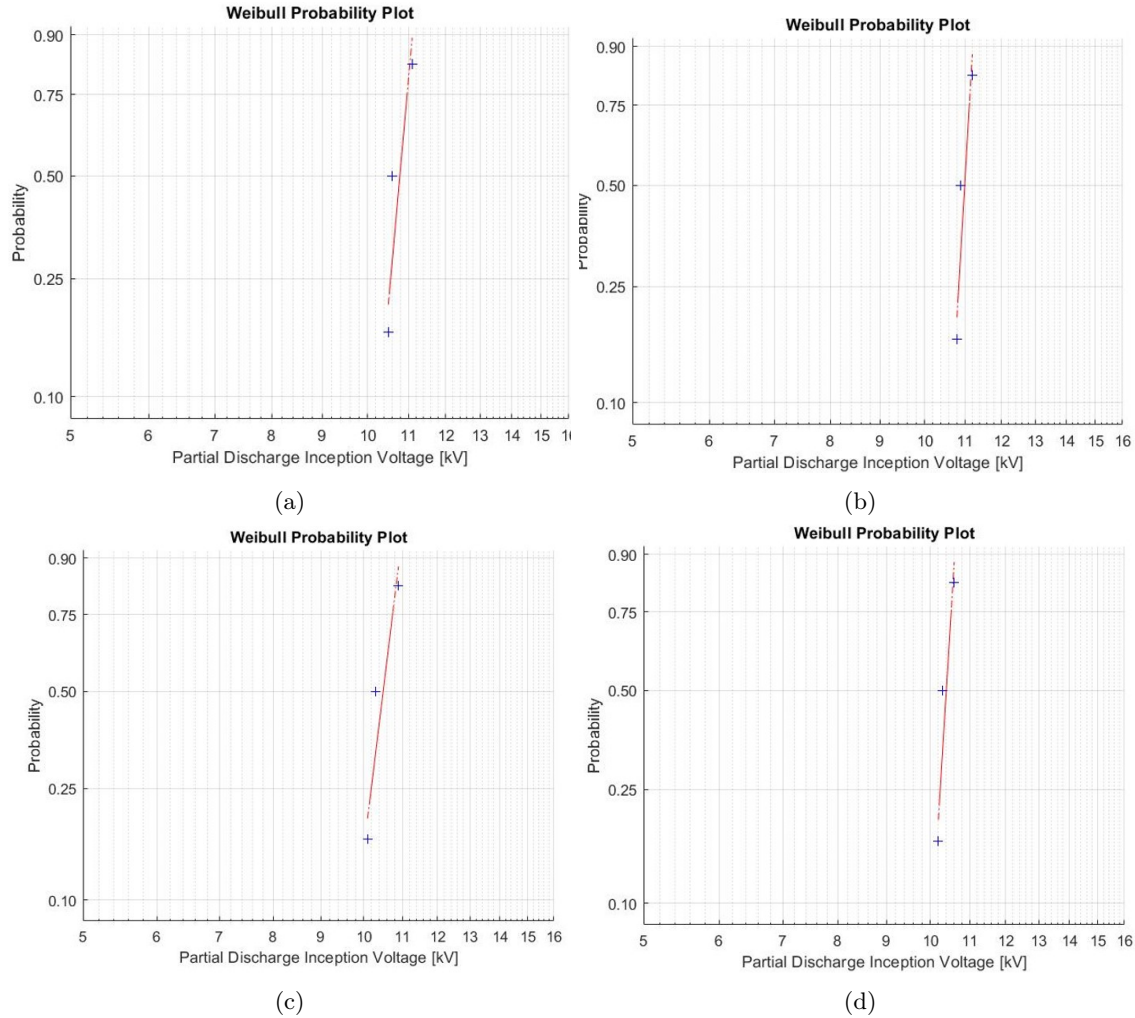 Weibull Probability Plot
0.90
0.75
0.50
0.25
0.10
Probability
5 6 7 8 9 10 11 12 13 14 15 16
Partial Discharge Inception Voltage [kV]
(a)
Weibull Probability Plot
0.90
0.75
0.50
0.25
0.10
Probability
5 6 7 8 9 10 11 12 13 14 15 16
Partial Discharge Inception Voltage [kV]
(b)
Weibull Probability Plot
0.90
0.75
0.50
0.25
0.10
Probability
5 6 7 8 9 10 11 12 13 14 15 16
Partial Discharge Inception Voltage [kV]
(c)
Weibull Probability Plot
0.90
0.75
0.50
0.25
0.10
Probability
5 6 7 8 9 10 11 12 13 14 15 16
Partial Discharge Inception Voltage [kV]
(d)